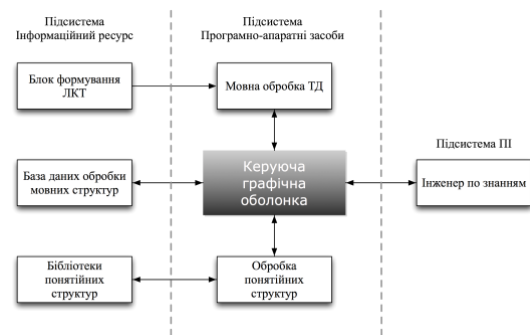 Підсистема
Інформаційний ресурс
Підсистема
Програмно-апаратні засоби
Блок формування
ЛКТ
Мовна обробка ТД
Підсистема ПІ
База даних обробки
мовних структур
Керуюча
графічна
оболонка
Інженер по знанням
Бібліотеки
понятійних
структур
Обробка
понятійних
структур